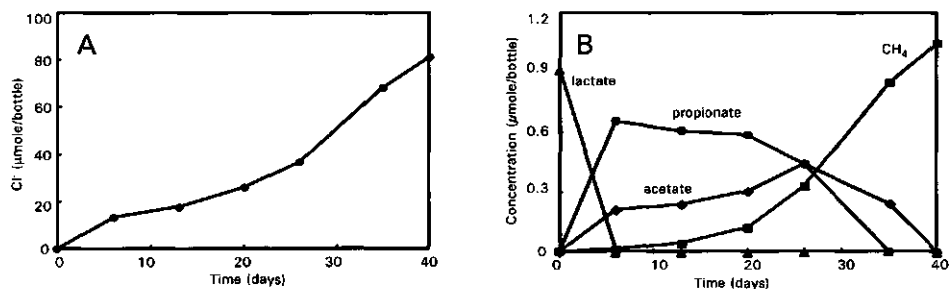 A
Cl⁻ (μmole/bottle)
100
80
60
40
20
0
0 10 20 30 40
Time (days)
B
Concentration (μmole/bottle)
1.2
0.9
0.6
0.3
0
lactate
propionate
acetate
CH₄
0 10 20 30 40
Time (days)